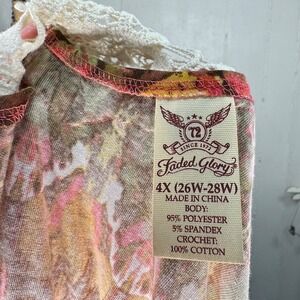 72
SINCE 1972
Faded Glory
4X (26W-28W)
MADE IN CHINA
BODY:
95% POLYESTER
5% SPANDEX
CROCHET:
100% COTTON